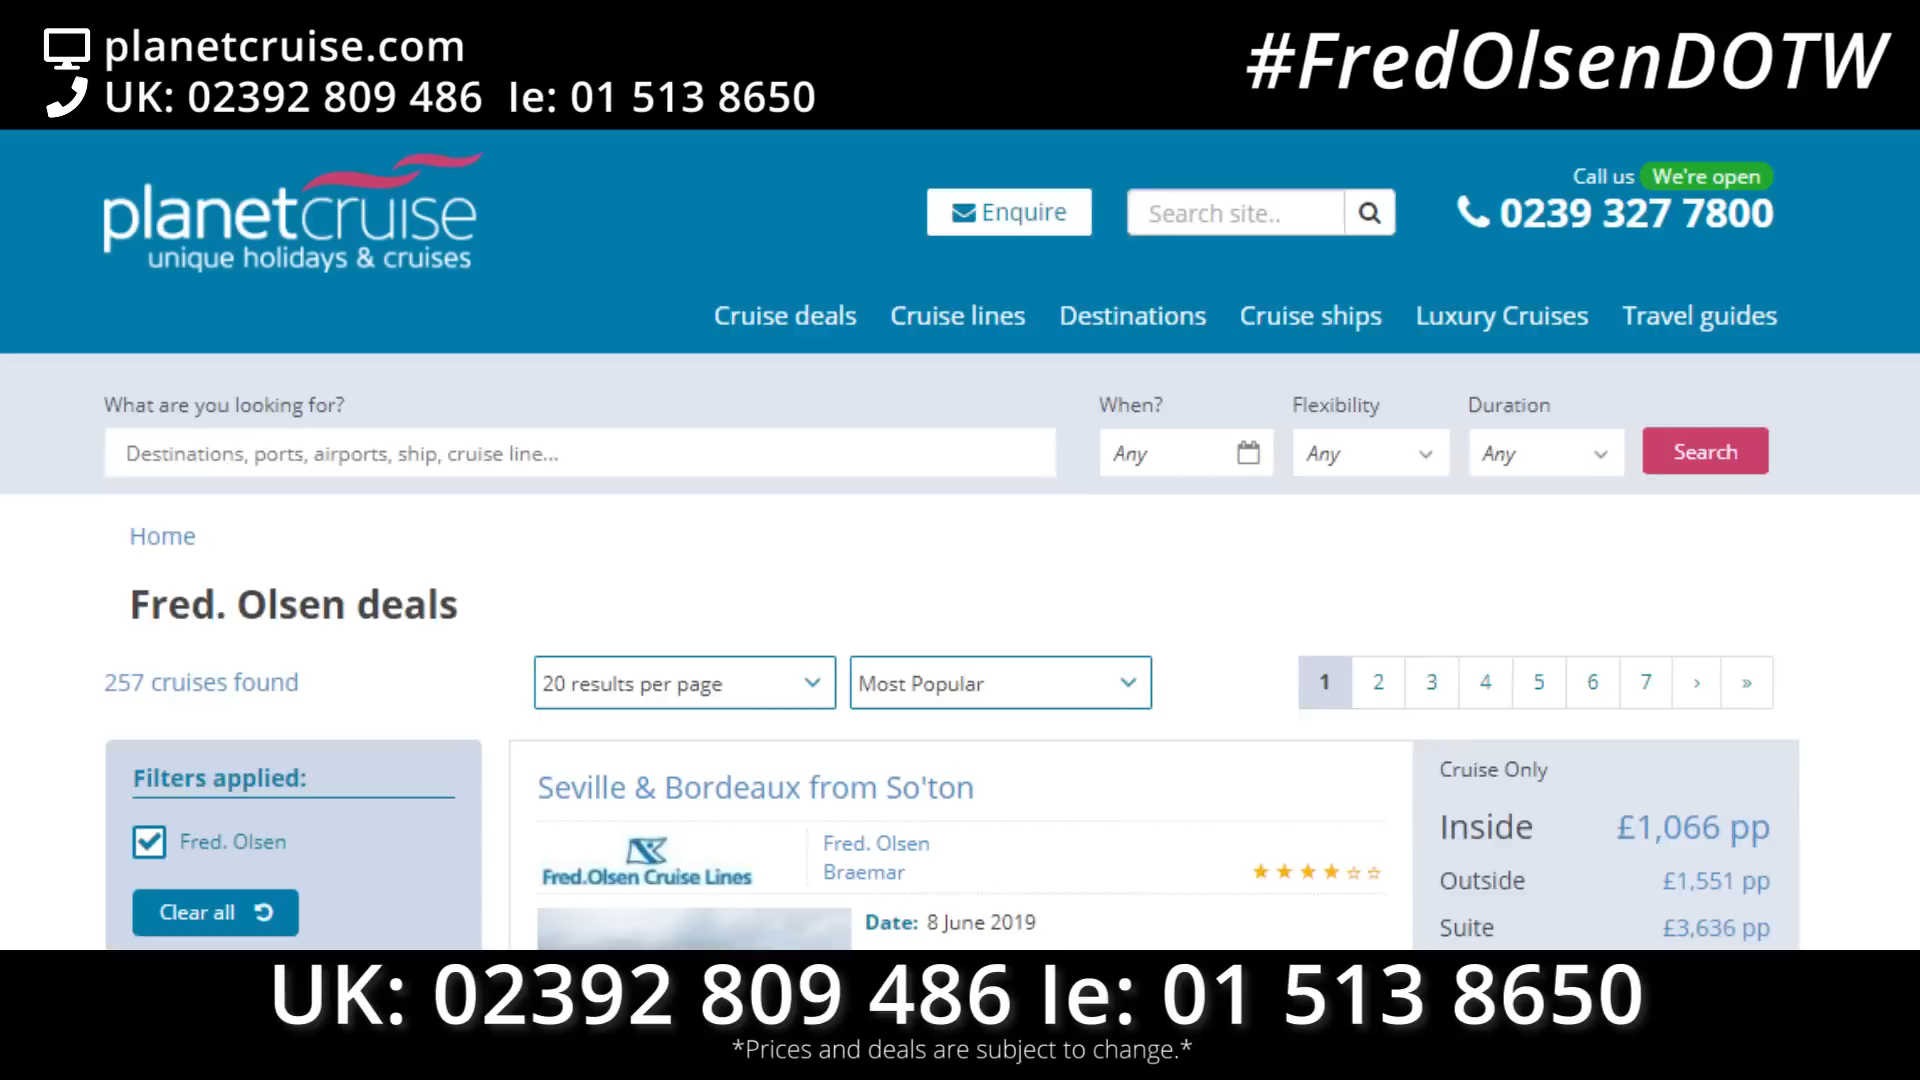 planetcruise.com
UK: 02392 809 486 Ie: 01 513 8650
#FredOlsenDOTW
planetcruise
unique holidays & cruises
Enquire
Search site..
Call us We're open
0239 327 7800
Cruise deals Cruise lines Destinations Cruise ships Luxury Cruises Travel guides
What are you looking for? When? Flexibility Duration
Destinations, ports, airports, ship, cruise line... Any Any Any Search
Home
Fred. Olsen deals
257 cruises found 20 results per page Most Popular 1 2 3 4 5 6 7 › »
Filters applied:
Fred. Olsen
Clear all
Seville & Bordeaux from So'ton
Fred.Olsen Cruise Lines
Fred. Olsen
Braemar
Date: 8 June 2019
Cruise Only
Inside £1,066 pp
Outside £1,551 pp
Suite £3,636 pp
UK: 02392 809 486 Ie: 01 513 8650
*Prices and deals are subject to change.*